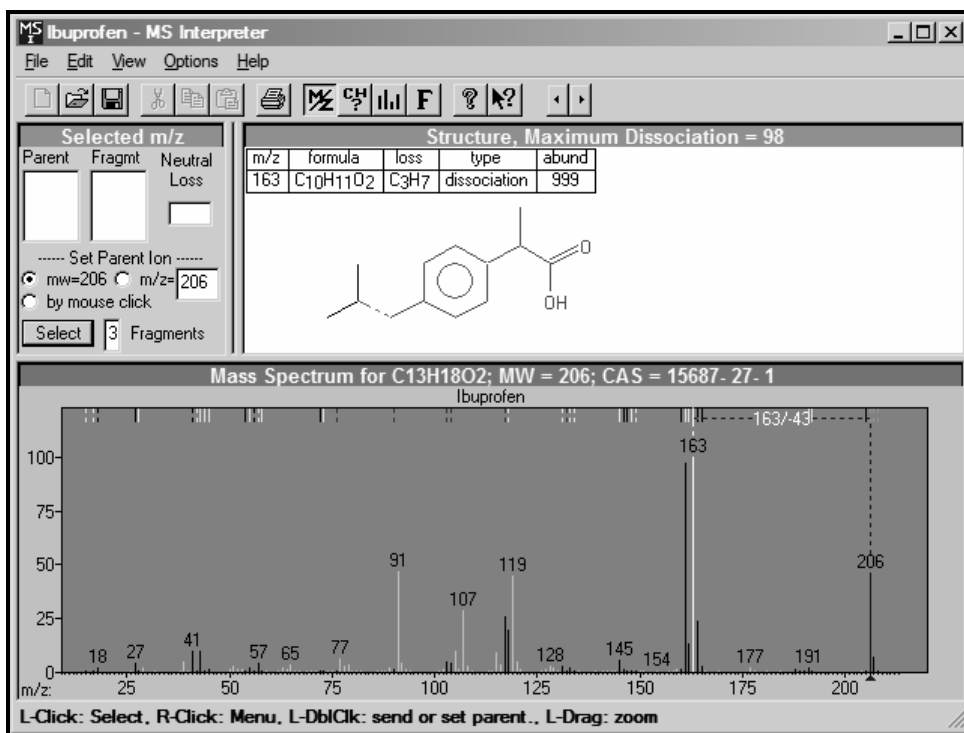 MS I Ibuprofen - MS Interpreter
File Edit View Options Help
M/Z CH ? F ? ?
Selected m/z
Parent Fragmt Neutral
Loss
------ Set Parent Ion ------
mw=206 m/z= 206
by mouse click
Select 3 Fragments
Structure, Maximum Dissociation = 98
m/z formula loss type abund
163 C10H11O2 C3H7 dissociation 999
O
OH
Mass Spectrum for C13H18O2; MW = 206; CAS = 15687- 27- 1
Ibuprofen
163/-43
100
163
75
50
91 119 206
107
25
18 27 41 57 65 77 128 145 154 177 191
0
m/z: 25 50 75 100 125 150 175 200
L-Click: Select, R-Click: Menu, L-DblClk: send or set parent., L-Drag: zoom